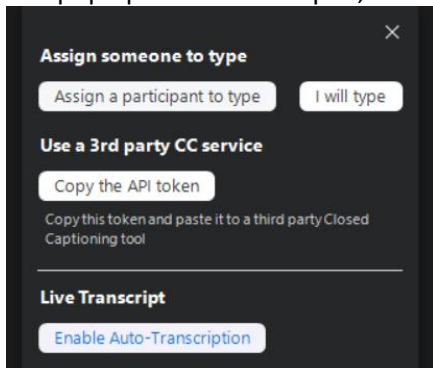 Assign someone to type
Assign a participant to type I will type
Use a 3rd party CC service
Copy the API token
Copy this token and paste it to a third party Closed
Captioning tool
Live Transcript
Enable Auto-Transcription